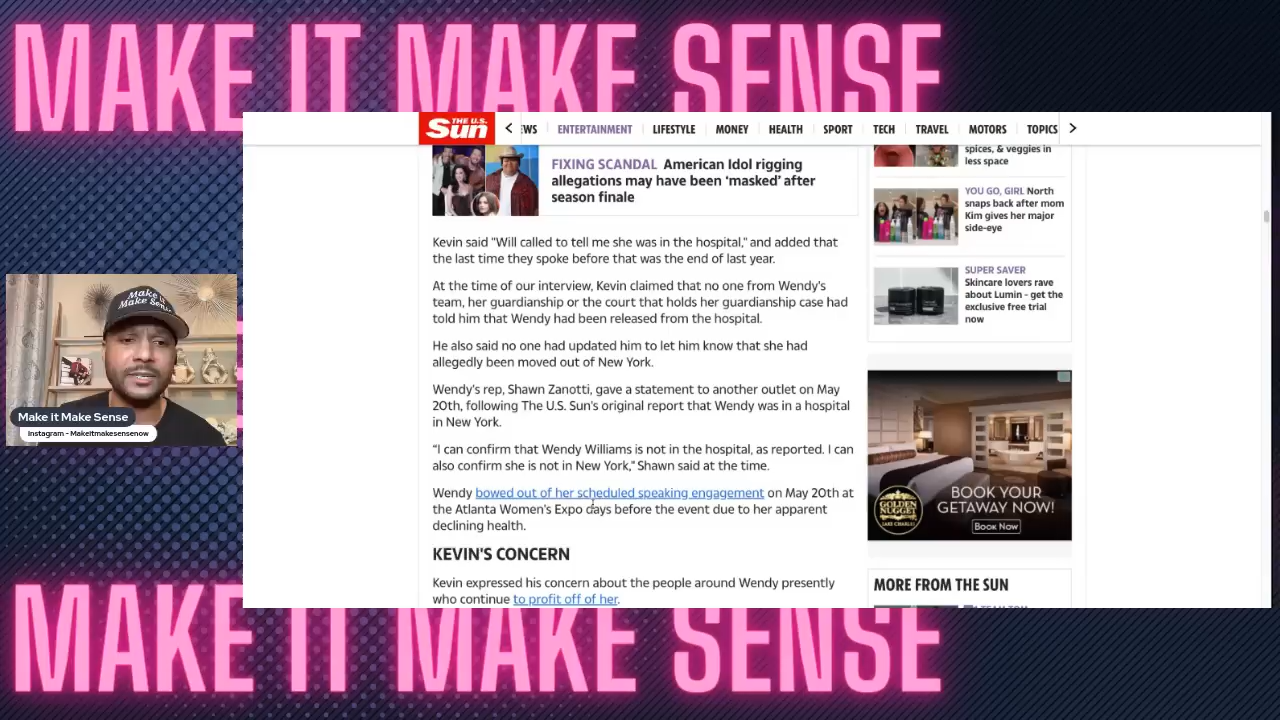 MAKE IT MAKE SENSE
THE U.S.
Sun
EWS
ENTERTAINMENT
LIFESTYLE
MONEY
HEALTH
SPORT
TECH
TRAVEL
MOTORS
TOPICS
FIXING SCANDAL American Idol rigging
allegations may have been ‘masked’ after
season finale
Kevin said "Will called to tell me she was in the hospital," and added that
the last time they spoke before that was the end of last year.
At the time of our interview, Kevin claimed that no one from Wendy's
team, her guardianship or the court that holds her guardianship case had
told him that Wendy had been released from the hospital.
He also said no one had updated him to let him know that she had
allegedly been moved out of New York.
Wendy's rep, Shawn Zanotti, gave a statement to another outlet on May
20th, following The U.S. Sun's original report that Wendy was in a hospital
in New York.
“I can confirm that Wendy Williams is not in the hospital, as reported. I can
also confirm she is not in New York,” Shawn said at the time.
Wendy bowed out of her scheduled speaking engagement on May 20th at
the Atlanta Women's Expo days before the event due to her apparent
declining health.
KEVIN'S CONCERN
Kevin expressed his concern about the people around Wendy presently
who continue to profit off of her.
spices, & veggies in
less space
YOU GO, GIRL North
snaps back after mom
Kim gives her major
side-eye
SUPER SAVER
Skincare lovers rave
about Lumin - get the
exclusive free trial
now
BOOK YOUR
GETAWAY NOW!
GOLDEN
NUGGET
LAKE CHARLES
Book Now
MORE FROM THE SUN
Make it
Make Sense
Make it Make Sense
Instagram - Makeitmakesensenow
MAKE IT MAKE SENSE